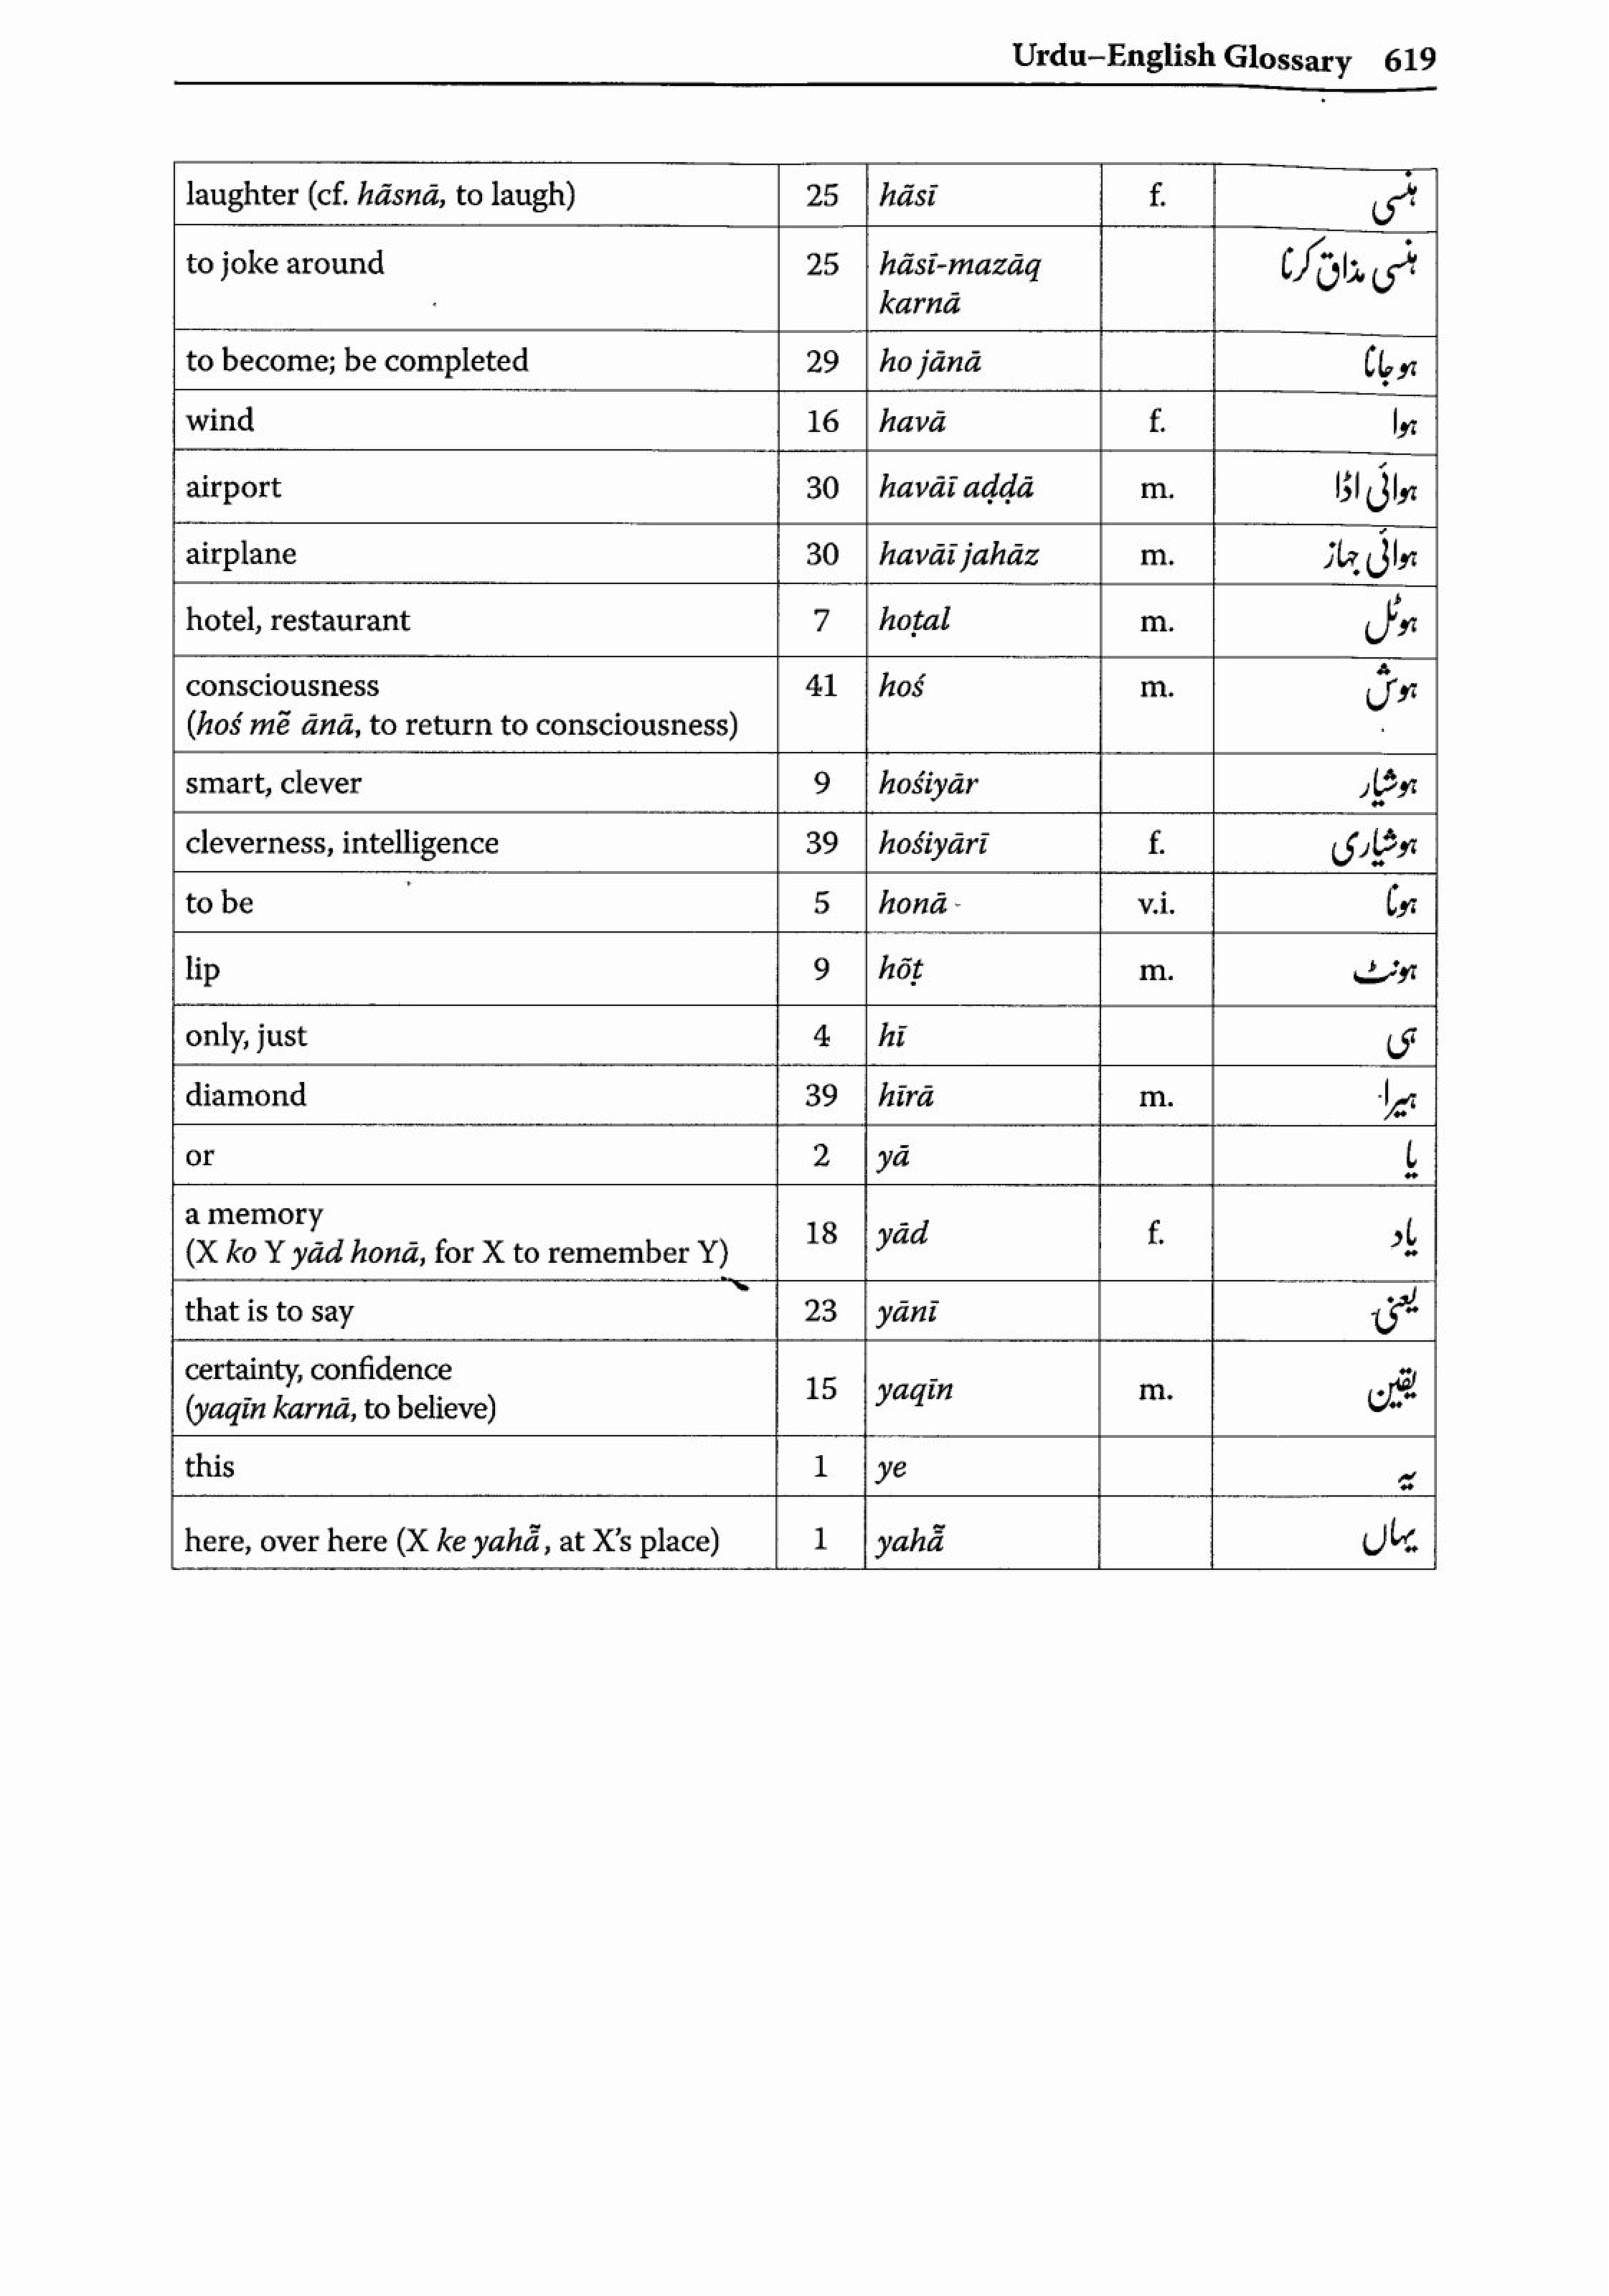 Urdu–English Glossary 619
laughter (cf. hãsnā, to laugh) 25 hãsī f. ہنسی
to joke around 25 hãsī-mazāq ہنسی مذاق کرنا
karnā
to become; be completed 29 ho jānā ہو جانا
wind 16 havā f. ہوا
airport 30 havāī aḍḍā m. ہوائی اڈا
airplane 30 havāī jahāz m. ہوائی جہاز
hotel, restaurant 7 hoṭal m. ہوٹل
consciousness 41 hoś m. ہوش
(hoś mẽ ānā, to return to consciousness)
smart, clever 9 hośiyār ہوشیار
cleverness, intelligence 39 hośiyārī f. ہوشیاری
to be 5 honā v.i. ہونا
lip 9 hõṭ m. ہونٹ
only, just 4 hī ہی
diamond 39 hīrā m. ہیرا
or 2 yā یا
a memory
(X ko Y yād honā, for X to remember Y) 18 yād f. یاد
that is to say 23 yānī یعنی
certainty, confidence
(yaqīn karnā, to believe) 15 yaqīn m. یقین
this 1 ye یہ
here, over here (X ke yahā̃, at X’s place) 1 yahā̃ یہاں